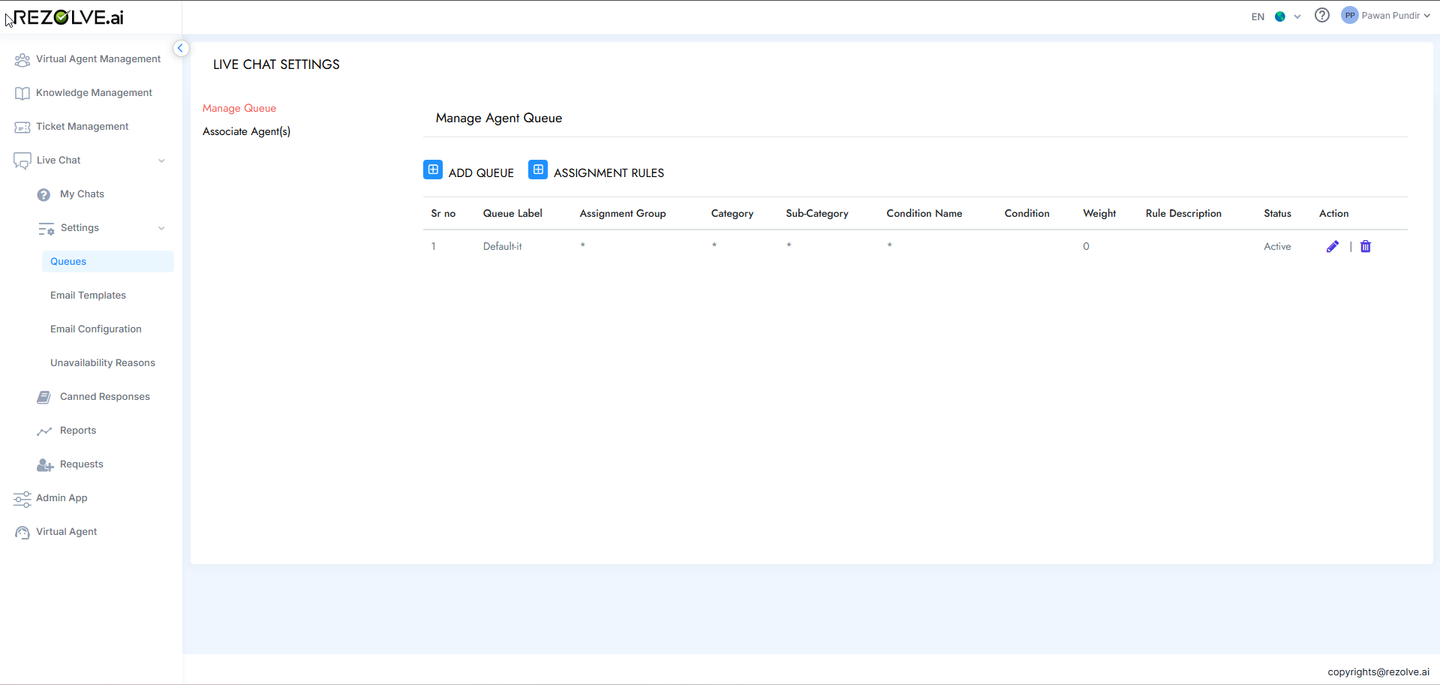 REZOLVE.ai
EN
PP Pawan Pundir
Virtual Agent Management
Knowledge Management
Ticket Management
Live Chat
My Chats
Settings
Queues
Email Templates
Email Configuration
Unavailability Reasons
Canned Responses
Reports
Requests
Admin App
Virtual Agent
LIVE CHAT SETTINGS
Manage Queue
Associate Agent(s)
Manage Agent Queue
ADD QUEUE ASSIGNMENT RULES
Sr no Queue Label Assignment Group Category Sub-Category Condition Name Condition Weight Rule Description Status Action
1 Default-it * * * * 0 Active |
copyrights@rezolve.ai